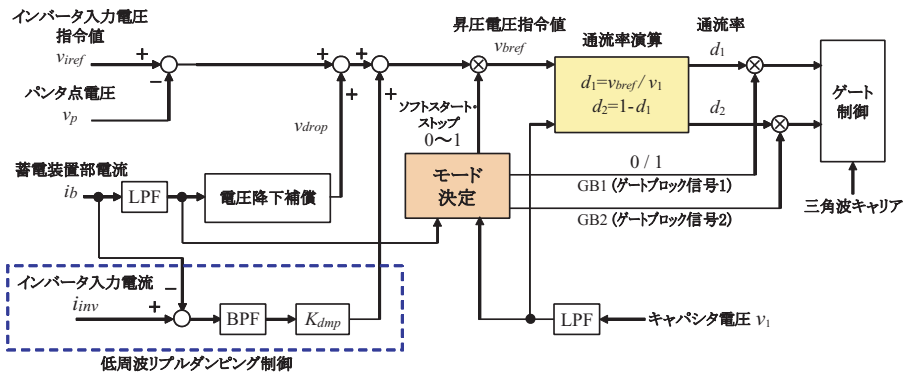 インバータ入力電圧
指令値
v_iref
+
−
パンタ点電圧
v_p
+
+
v_drop
+
+
昇圧電圧指令値
v_bref
ソフトスタート・
ストップ
0～1
通流率演算
d1=v_bref / v1
d2=1-d1
通流率
d1
d2
ゲート
制御
三角波キャリア
蓄電装置部電流
i_b
LPF
電圧降下補償
モード
決定
0 / 1
GB1 (ゲートブロック信号1)
GB2 (ゲートブロック信号2)
インバータ入力電流
i_inv
+
−
BPF
K_dmp
低周波リプルダンピング制御
LPF
キャパシタ電圧 v1